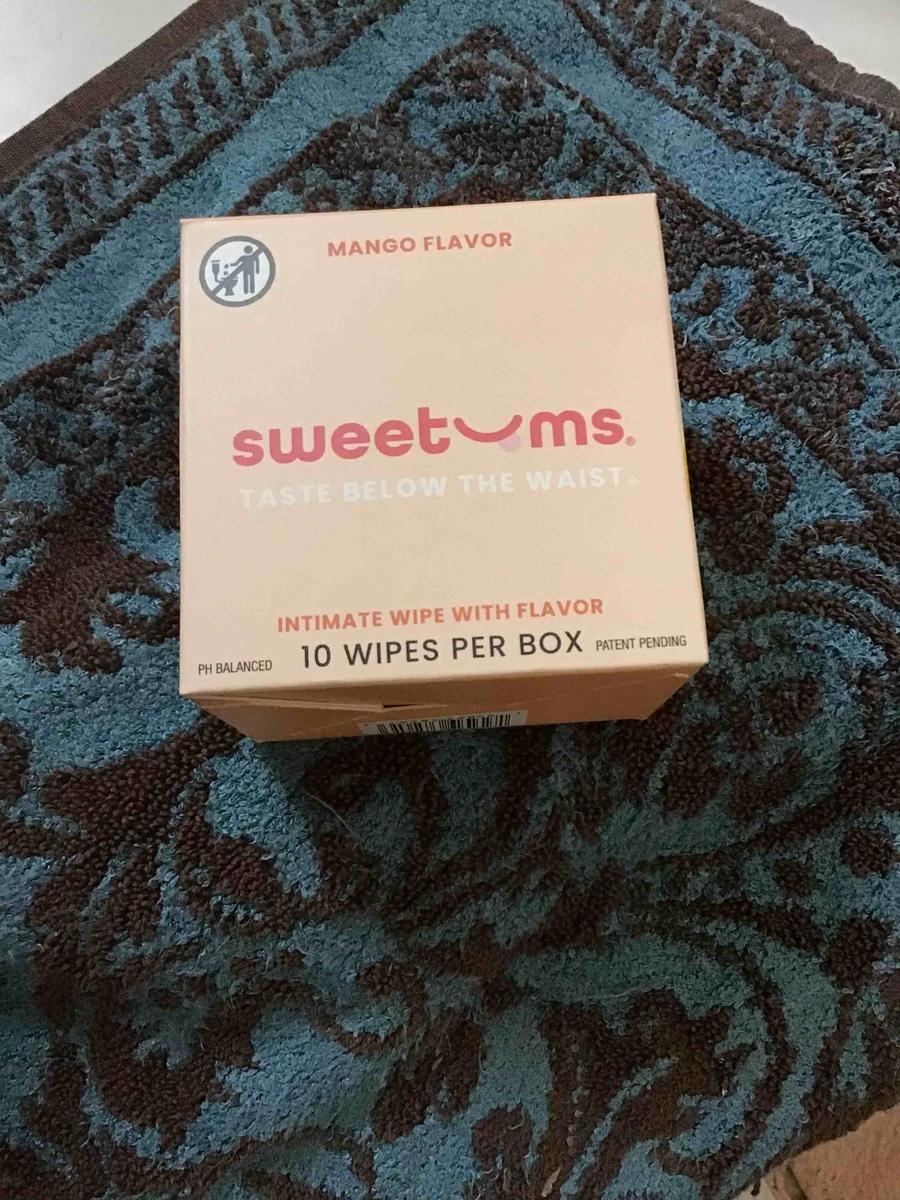 MANGO FLAVOR
sweetums®
TASTE BELOW THE WAIST®
INTIMATE WIPE WITH FLAVOR
PH BALANCED 10 WIPES PER BOX PATENT PENDING